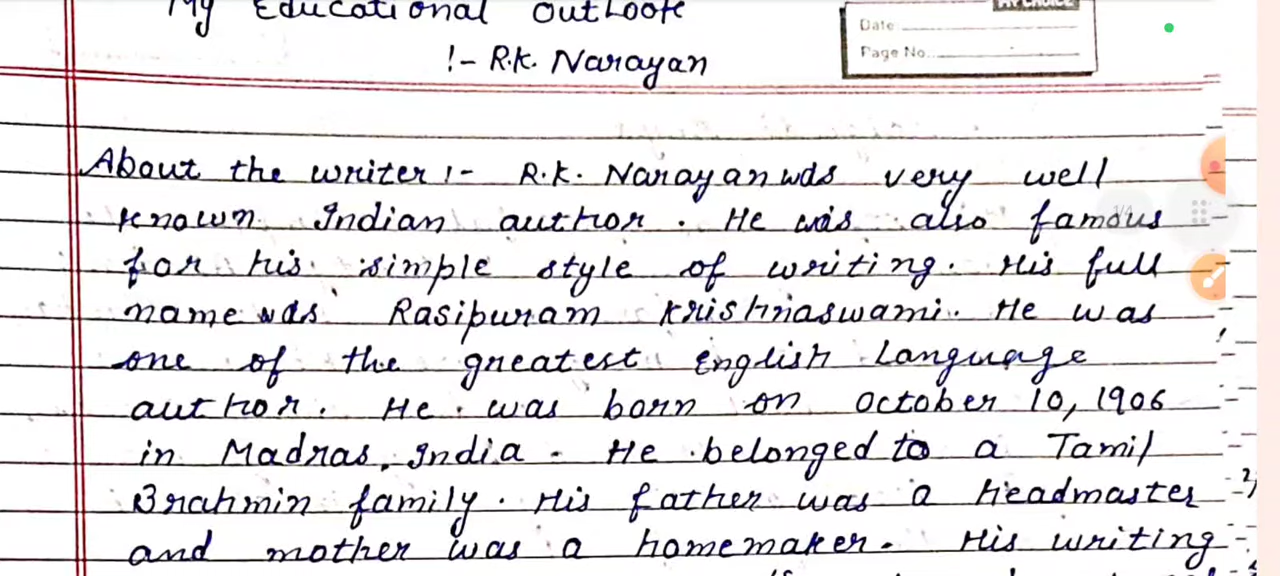 My Educational Outlook
Date
Page No.
:- R.K. Narayan
About the writer :- R.K. Narayan was very well
known Indian author. He was also famous
for his simple style of writing. His full
name was Rasipuram Krishnaswami. He was
one of the greatest English Language
author. He was born on October 10, 1906
in Madras, India. He belonged to a Tamil
Brahmin family. His father was a headmaster
and mother was a homemaker. His writing